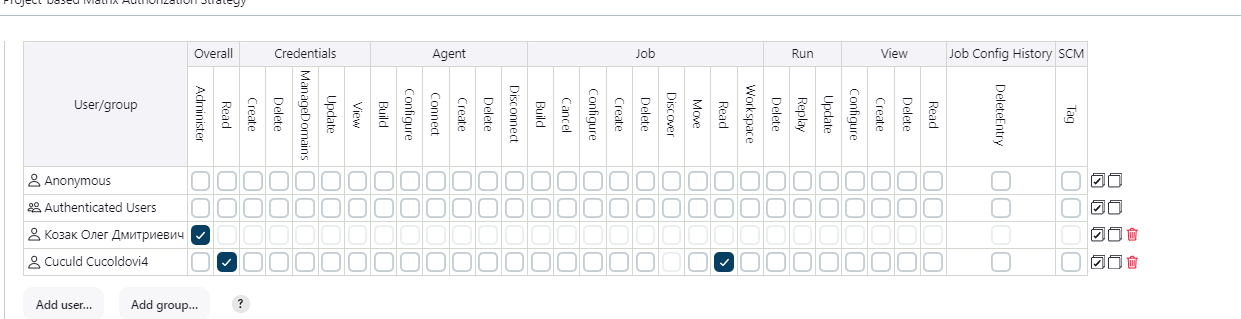 Project-based Matrix Authorization Strategy
User/group
Overall
Credentials
Agent
Job
Run
View
Job Config History
SCM
Administer
Read
Create
Delete
ManageDomains
Update
View
Build
Configure
Connect
Create
Delete
Disconnect
Build
Cancel
Configure
Create
Delete
Discover
Move
Read
Workspace
Delete
Replay
Update
Configure
Create
Delete
Read
DeleteEntry
Tag
Anonymous
Authenticated Users
Козак Олег Дмитриевич
Cuculd Cucoldovi4
Add user...
Add group...
?